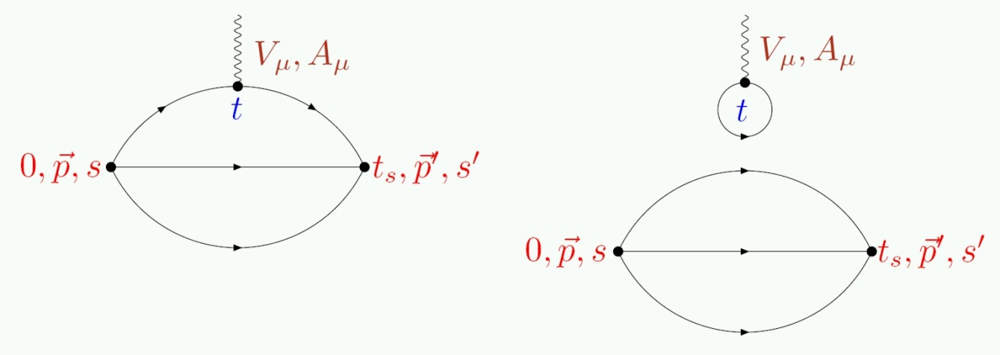 V_μ, A_μ
t
0, p⃗, s
t_s, p⃗′, s′
V_μ, A_μ
t
0, p⃗, s
t_s, p⃗′, s′